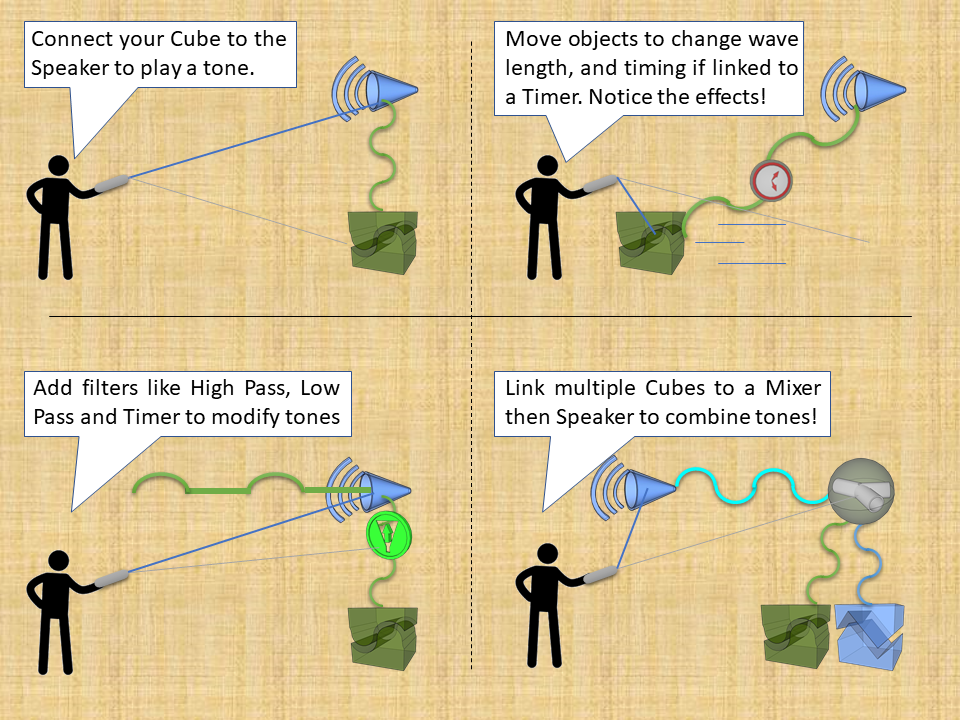 Connect your Cube to the
Speaker to play a tone.
Move objects to change wave
length, and timing if linked to
a Timer. Notice the effects!
Add filters like High Pass, Low
Pass and Timer to modify tones
Link multiple Cubes to a Mixer
then Speaker to combine tones!